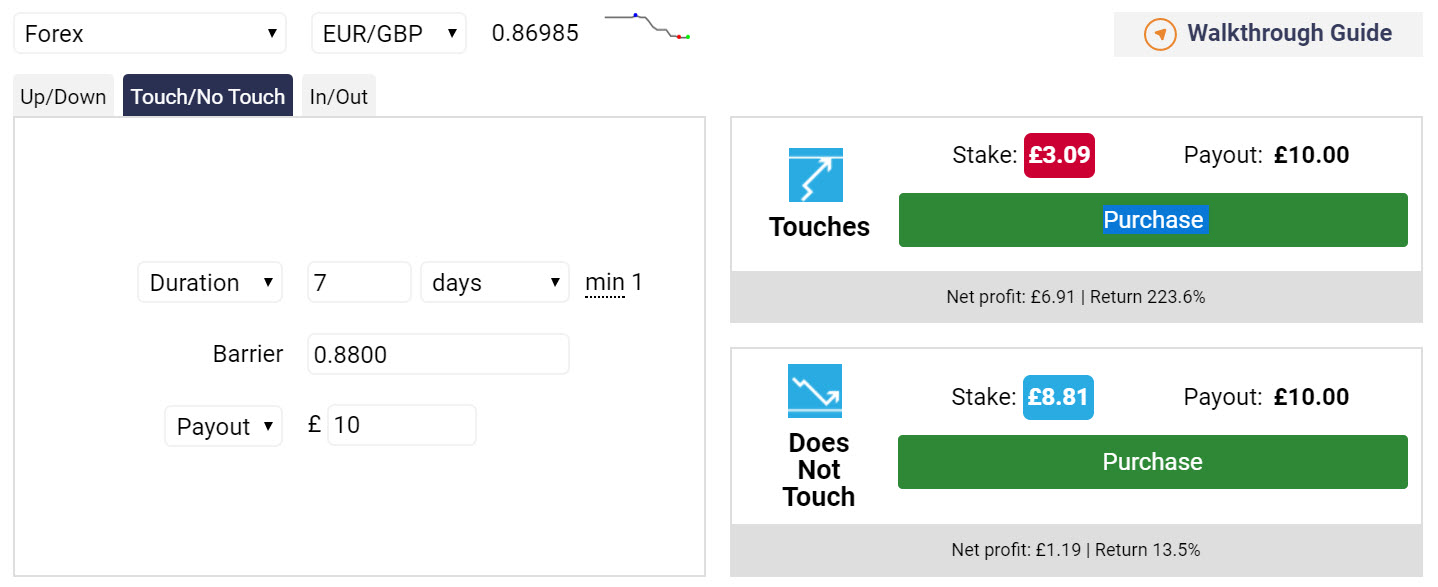 Forex
EUR/GBP
0.86985
Walkthrough Guide
Up/Down
Touch/No Touch
In/Out
Duration
7
days
min 1
Barrier
0.8800
Payout
£
10
Touches
Stake: £3.09
Payout: £10.00
Purchase
Net profit: £6.91 | Return 223.6%
Does
Not
Touch
Stake: £8.81
Payout: £10.00
Purchase
Net profit: £1.19 | Return 13.5%